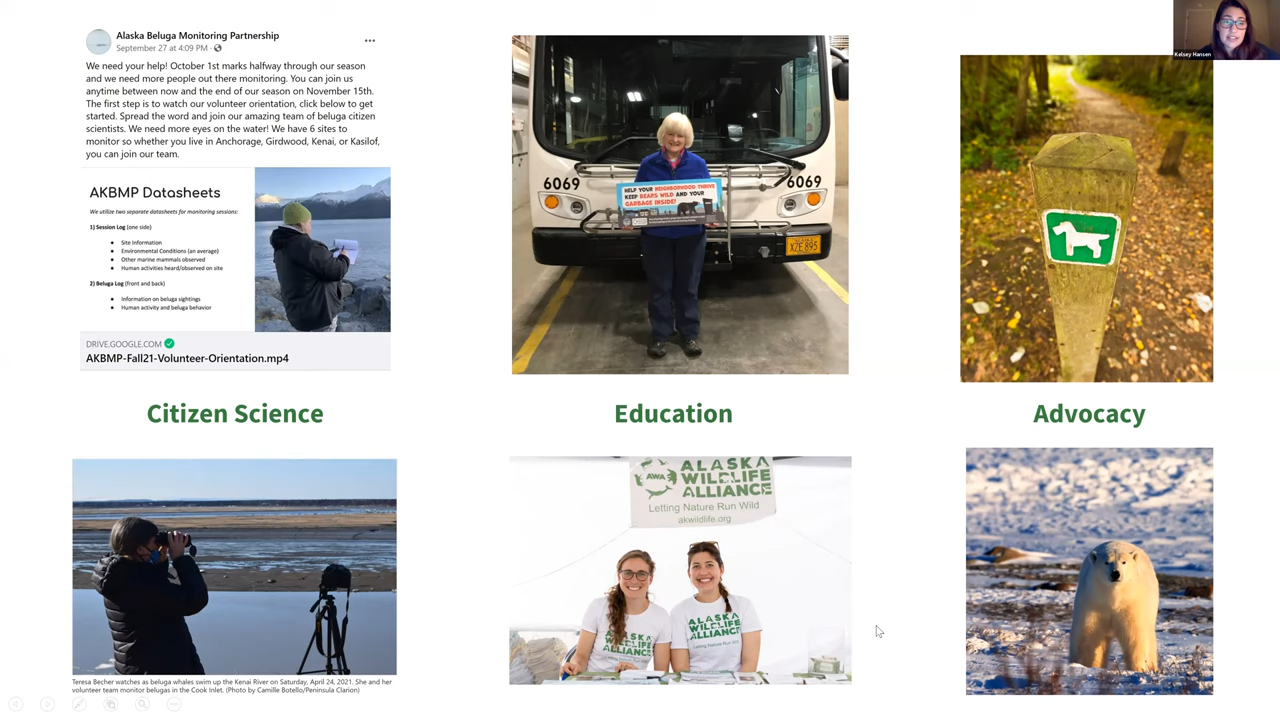 Alaska Beluga Monitoring Partnership
September 27 at 4:09 PM
We need your help! October 1st marks halfway through our season
and we need more people out there monitoring. You can join us
anytime between now and the end of our season on November 15th.
The first step is to watch our volunteer orientation, click below to get
started. Spread the word and join our amazing team of beluga citizen
scientists. We need more eyes on the water! We have 6 sites to
monitor so whether you live in Anchorage, Girdwood, Kenai, or Kasilof,
you can join our team.
AKBMP Datasheets
We utilize two separate datasheets for monitoring sessions:
1) Session Log (one side)
Site Information
Environmental Conditions (an average)
Other marine mammals observed
Human activities heard/observed on site
2) Beluga Log (front and back)
Information on beluga sightings
Human activity and beluga behavior
DRIVE.GOOGLE.COM
AKBMP-Fall21-Volunteer-Orientation.mp4
6069
6069
HELP YOUR NEIGHBORHOOD THRIVE
KEEP BEARS WILD AND YOUR
GARBAGE INSIDE!
XZE 895
Kelsey Hansen
Citizen Science
Education
Advocacy
AWA
ALASKA
WILDLIFE
ALLIANCE
Letting Nature Run Wild
akwildlife.org
ALASKA
WILDLIFE
ALLIANCE
ALASKA
WILDLIFE
ALLIANCE
Letting Nature Run Wild
Teresa Becher watches as beluga whales swim up the Kenai River on Saturday, April 24, 2021. She and her
volunteer team monitor belugas in the Cook Inlet. (Photo by Camille Botello/Peninsula Clarion)